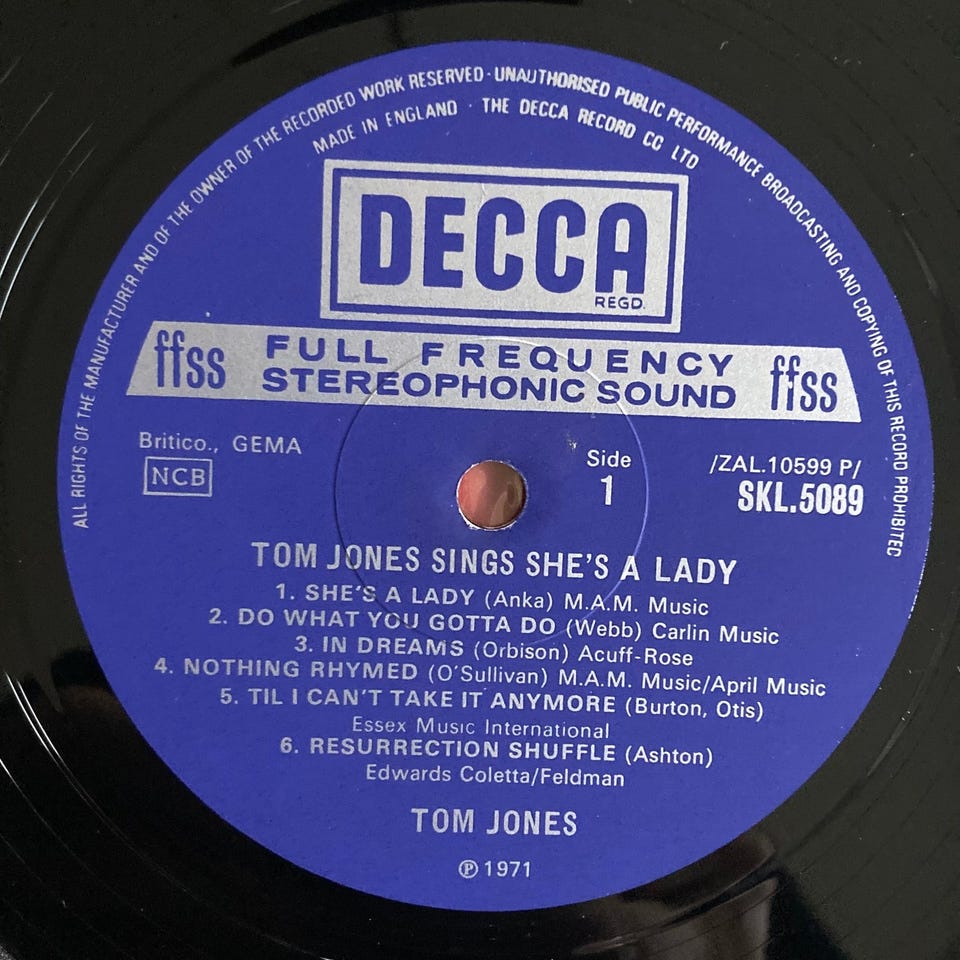 ALL RIGHTS OF THE MANUFACTURER AND OF THE OWNER OF THE RECORDED WORK RESERVED · UNAUTHORISED PUBLIC PERFORMANCE BROADCASTING AND COPYING OF THIS RECORD PROHIBITED
MADE IN ENGLAND · THE DECCA RECORD CO LTD
DECCA
REGD.
ffss FULL FREQUENCY ffss
STEREOPHONIC SOUND
Britico., GEMA
NCB
Side
1
/ZAL.10599 P/
SKL.5089
TOM JONES SINGS SHE'S A LADY
1. SHE'S A LADY (Anka) M.A.M. Music
2. DO WHAT YOU GOTTA DO (Webb) Carlin Music
3. IN DREAMS (Orbison) Acuff-Rose
4. NOTHING RHYMED (O'Sullivan) M.A.M. Music/April Music
5. TIL I CAN'T TAKE IT ANYMORE (Burton, Otis)
Essex Music International
6. RESURRECTION SHUFFLE (Ashton)
Edwards Coletta/Feldman
TOM JONES
℗ 1971